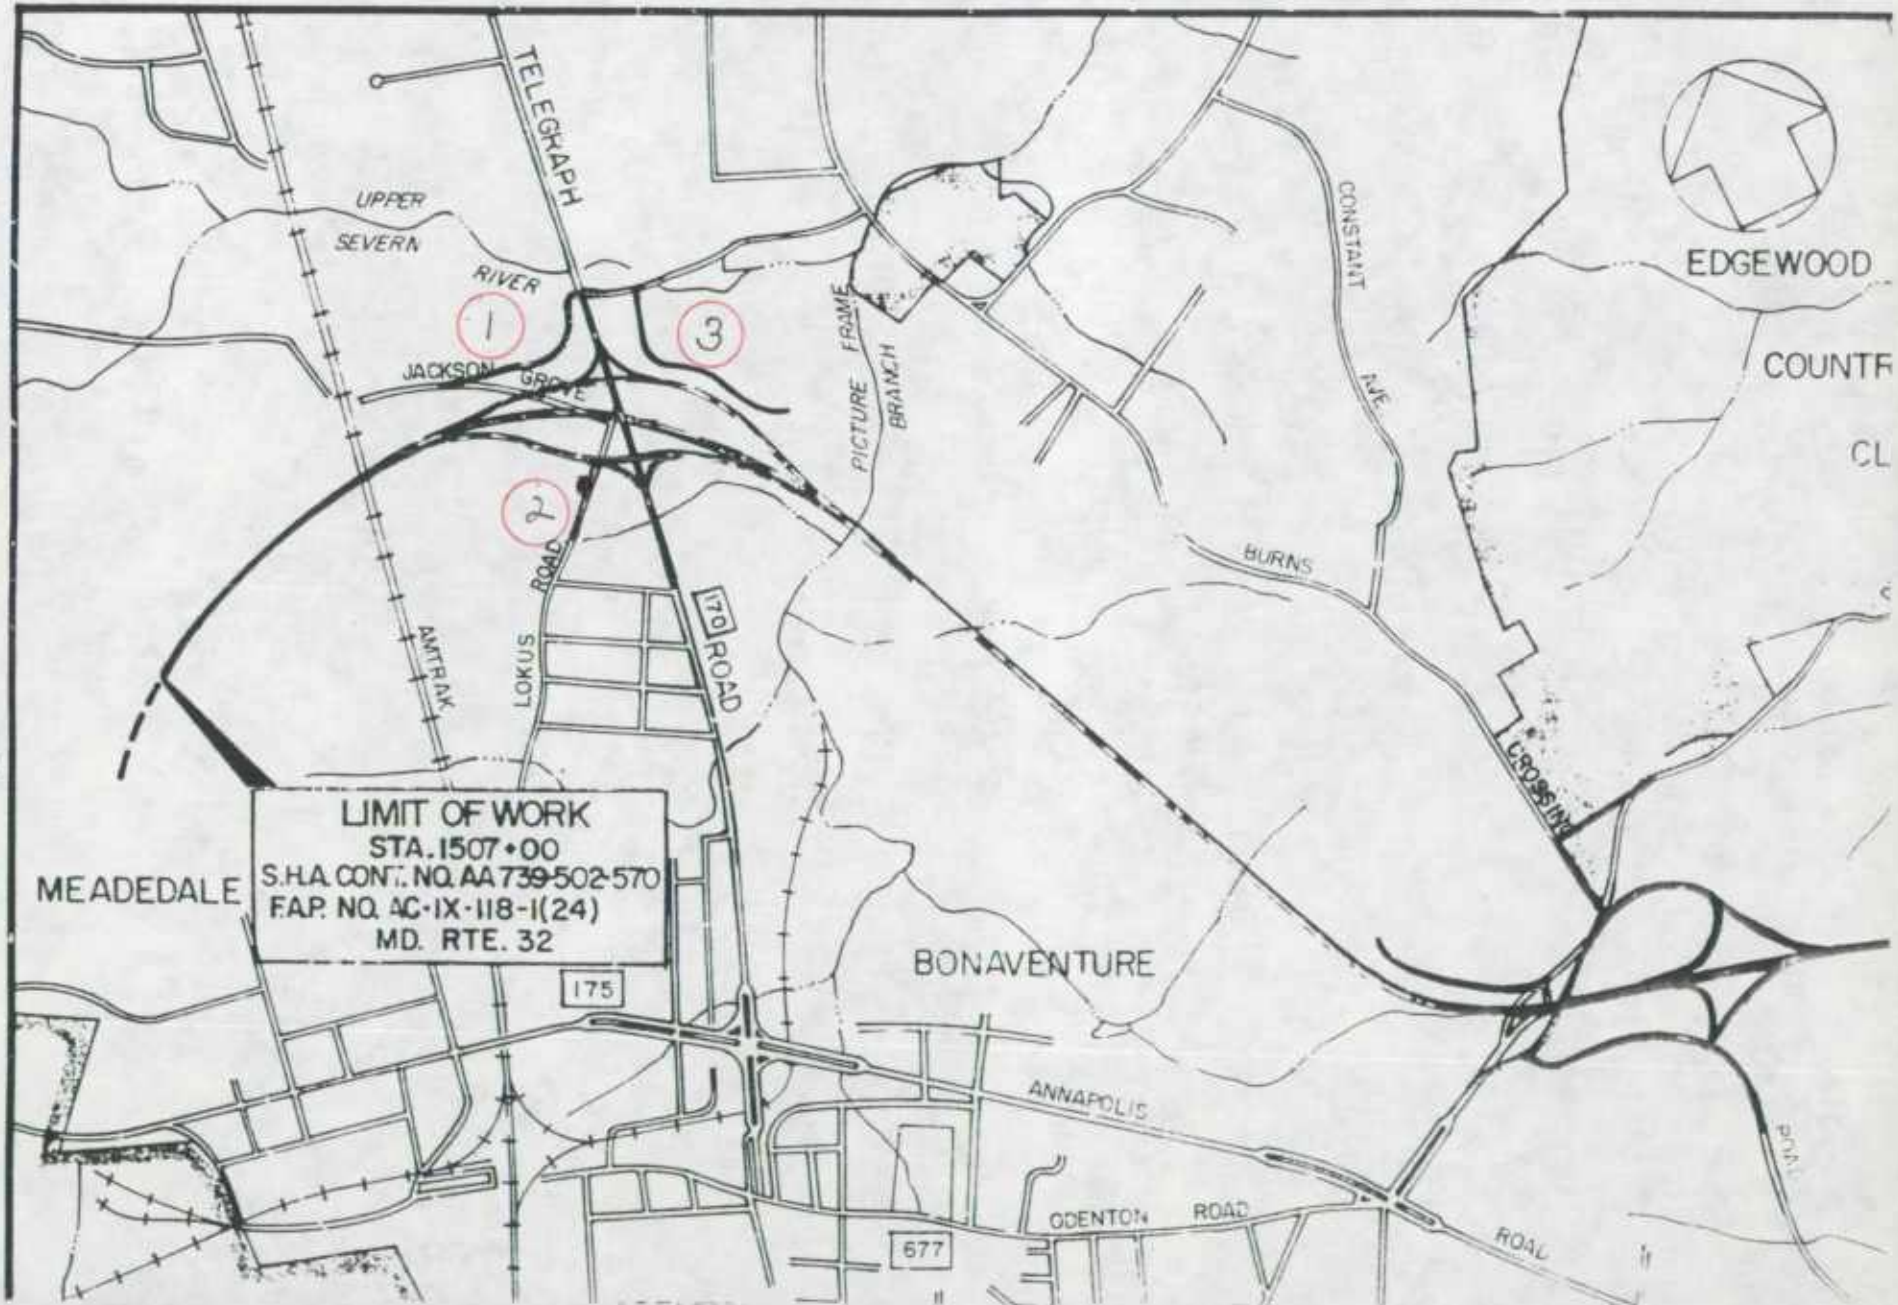 TELEGRAPH
UPPER
SEVERN
RIVER
CONSTANT
AVE.
EDGEWOOD
COUNTR
CL
1
3
JACKSON GROVE
PICTURE FRAME
BRANCH
2
ROAD
LOKUS
170
ROAD
AMTRAK
BURNS
CROSSING
LIMIT OF WORK
STA. 1507+00
S.H.A. CONT. NO. AA 739-502-570
F.A.P. NO. AC-IX-118-1(24)
MD. RTE. 32
MEADEDALE
BONAVENTURE
175
ANNAPOLIS
ROAD
ODENTON ROAD
ROAD
677